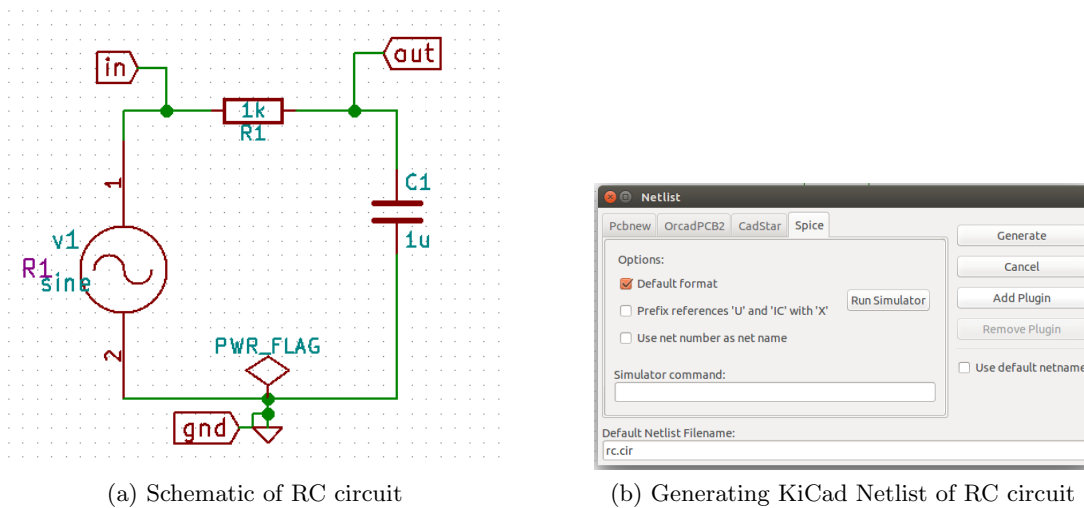 in
out
1k
R1
1
C1
1u
v1
R1
sine
2
PWR_FLAG
gnd
(a) Schematic of RC circuit
Netlist
Pcbnew OrcadPCB2 CadStar Spice
Options:
Default format
Prefix references 'U' and 'IC' with 'X'
Use net number as net name
Run Simulator
Simulator command:
Default Netlist Filename:
rc.cir
Generate
Cancel
Add Plugin
Remove Plugin
Use default netname
(b) Generating KiCad Netlist of RC circuit